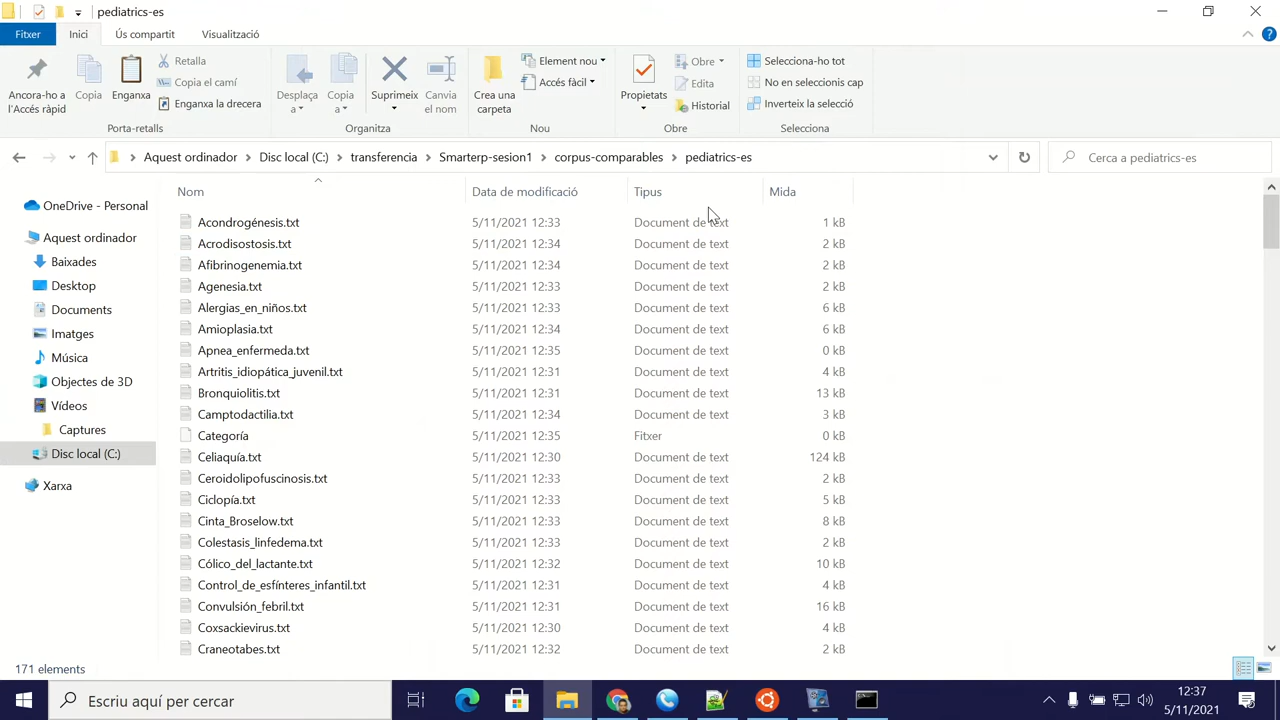 pediatrics-es
Fitxer
Inici
Ús compartit
Visualització
?
Ancora-ho a l'Accés ràpid
Copia
Enganxa
Retalla
Copia el camí
Enganxa la drecera
Porta-retalls
Desplaça a
Copia a
Suprimeix
Canvia el nom
Organitza
Crea una carpeta
Element nou
Accés fàcil
Nou
Propietats
Obre
Edita
Historial
Obre
Selecciona-ho tot
No en seleccionis cap
Inverteix la selecció
Selecciona
Aquest ordinador
Disc local (C:)
transferencia
Smarterp-sesion1
corpus-comparables
pediatrics-es
Cerca a pediatrics-es
OneDrive - Personal
Aquest ordinador
Baixades
Desktop
Documents
Imatges
Música
Objectes de 3D
Vídeos
Captures
Disc local (C:)
Xarxa
Nom Data de modificació Tipus Mida
Acondrogénesis.txt 5/11/2021 12:33 Document de text 1 kB
Acrodisostosis.txt 5/11/2021 12:34 Document de text 2 kB
Afibrinogenemia.txt 5/11/2021 12:34 Document de text 2 kB
Agenesia.txt 5/11/2021 12:33 Document de text 2 kB
Alergias_en_niños.txt 5/11/2021 12:33 Document de text 6 kB
Amioplasia.txt 5/11/2021 12:34 Document de text 6 kB
Apnea_enfermeda.txt 5/11/2021 12:35 Document de text 0 kB
Artritis_idiopática_juvenil.txt 5/11/2021 12:31 Document de text 4 kB
Bronquiolitis.txt 5/11/2021 12:31 Document de text 13 kB
Camptodactilia.txt 5/11/2021 12:34 Document de text 3 kB
Categoría 5/11/2021 12:35 Fitxer 0 kB
Celiaquía.txt 5/11/2021 12:30 Document de text 124 kB
Ceroidolipofuscinosis.txt 5/11/2021 12:33 Document de text 2 kB
Ciclopía.txt 5/11/2021 12:33 Document de text 5 kB
Cinta_Broselow.txt 5/11/2021 12:33 Document de text 8 kB
Colestasis_linfedema.txt 5/11/2021 12:33 Document de text 2 kB
Cólico_del_lactante.txt 5/11/2021 12:32 Document de text 10 kB
Control_de_esfínteres_infantil.txt 5/11/2021 12:31 Document de text 4 kB
Convulsión_febril.txt 5/11/2021 12:31 Document de text 16 kB
Coxsackievirus.txt 5/11/2021 12:30 Document de text 4 kB
Craneotabes.txt 5/11/2021 12:32 Document de text 2 kB
171 elements
Escriu aquí per cercar
12:37
5/11/2021